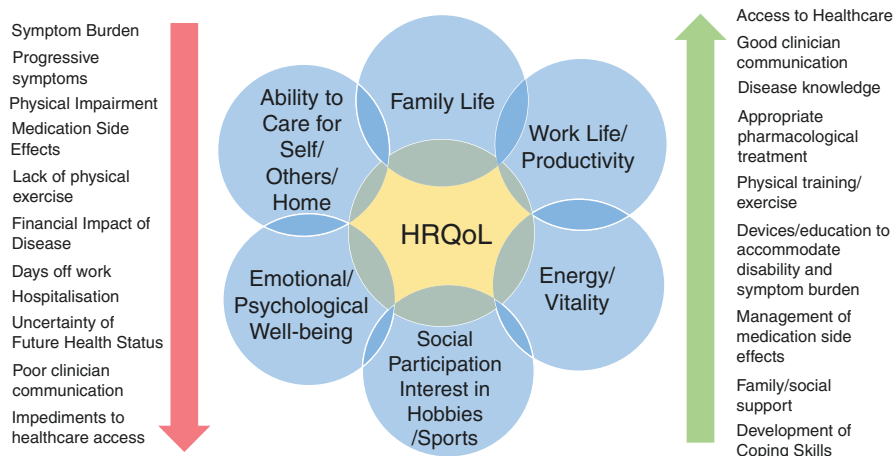 Symptom Burden
Progressive
symptoms
Physical Impairment
Medication Side
Effects
Lack of physical
exercise
Financial Impact of
Disease
Days off work
Hospitalisation
Uncertainty of
Future Health Status
Poor clinician
communication
Impediments to
healthcare access
Family Life
Ability to
Care for
Self/
Others/
Home
Work Life/
Productivity
HRQoL
Emotional/
Psychological
Well-being
Energy/
Vitality
Social
Participation
Interest in
Hobbies
/Sports
Access to Healthcare
Good clinician
communication
Disease knowledge
Appropriate
pharmacological
treatment
Physical training/
exercise
Devices/education to
accommodate
disability and
symptom burden
Management of
medication side
effects
Family/social
support
Development of
Coping Skills